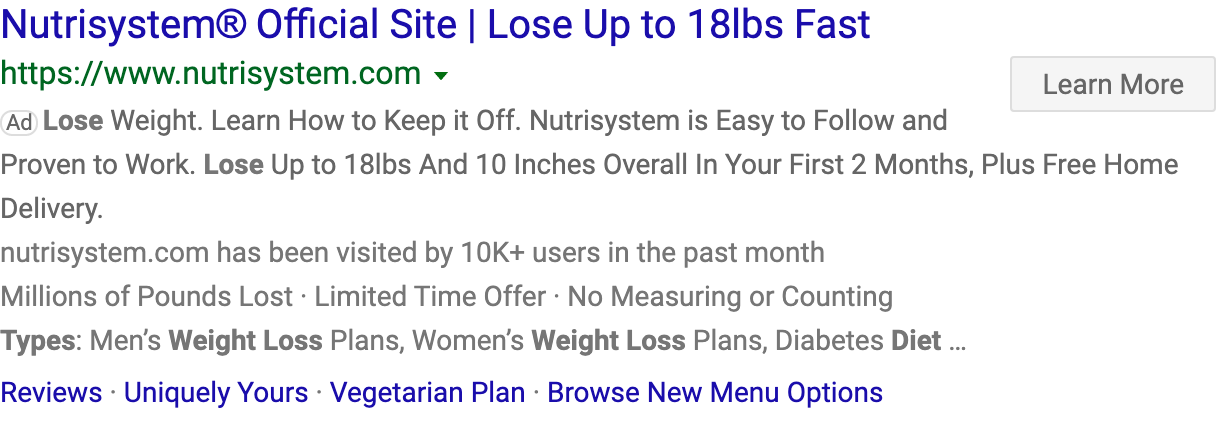 Nutrisystem® Official Site | Lose Up to 18lbs Fast
https://www.nutrisystem.com
Learn More
Ad Lose Weight. Learn How to Keep it Off. Nutrisystem is Easy to Follow and
Proven to Work. Lose Up to 18lbs And 10 Inches Overall In Your First 2 Months, Plus Free Home
Delivery.
nutrisystem.com has been visited by 10K+ users in the past month
Millions of Pounds Lost · Limited Time Offer · No Measuring or Counting
Types: Men’s Weight Loss Plans, Women’s Weight Loss Plans, Diabetes Diet ...
Reviews · Uniquely Yours · Vegetarian Plan · Browse New Menu Options